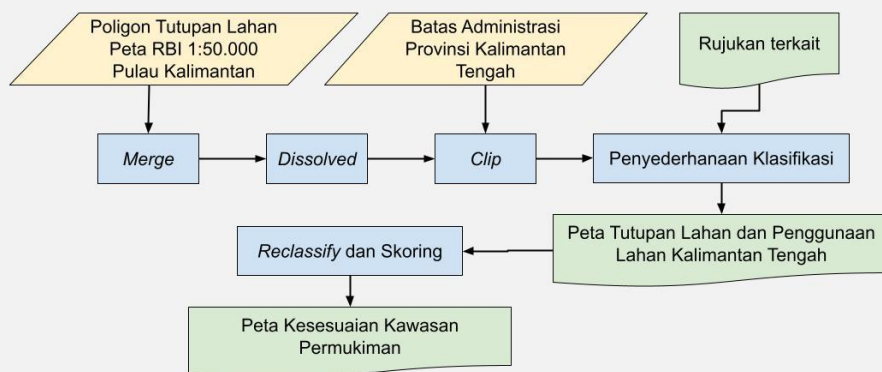 Poligon Tutupan Lahan
Peta RBI 1:50.000
Pulau Kalimantan
Batas Administrasi
Provinsi Kalimantan
Tengah
Rujukan terkait
Merge
Dissolved
Clip
Penyederhanaan Klasifikasi
Reclassify dan Skoring
Peta Tutupan Lahan dan Penggunaan
Lahan Kalimantan Tengah
Peta Kesesuaian Kawasan
Permukiman